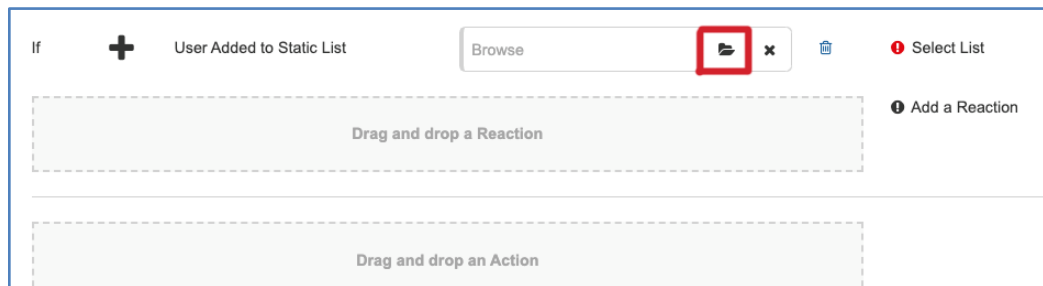 If User Added to Static List Browse Select List
Add a Reaction
Drag and drop a Reaction
Drag and drop an Action